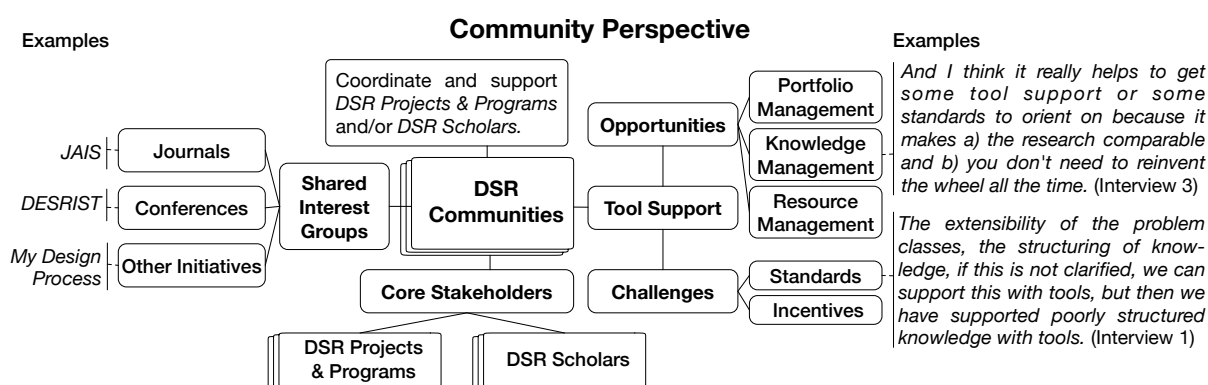 Community Perspective
Examples
JAIS
DESRIST
My Design
Process
Journals
Conferences
Other Initiatives
Shared
Interest
Groups
Coordinate and support
DSR Projects & Programs
and/or DSR Scholars.
DSR
Communities
Core Stakeholders
DSR Projects
& Programs
DSR Scholars
Opportunities
Tool Support
Challenges
Portfolio
Management
Knowledge
Management
Resource
Management
Standards
Incentives
Examples
And I think it really helps to get
some tool support or some
standards to orient on because it
makes a) the research comparable
and b) you don't need to reinvent
the wheel all the time. (Interview 3)
The extensibility of the problem
classes, the structuring of know-
ledge, if this is not clarified, we can
support this with tools, but then we
have supported poorly structured
knowledge with tools. (Interview 1)